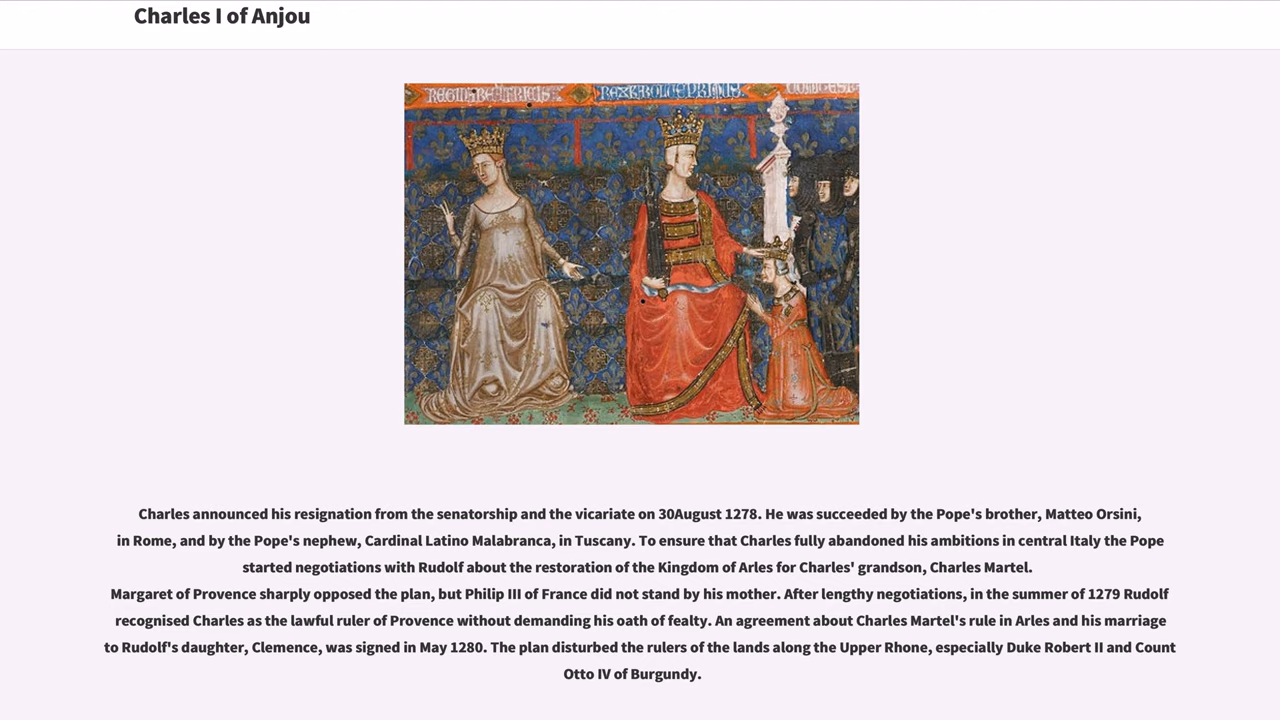 Charles I of Anjou
Charles announced his resignation from the senatorship and the vicariate on 30August 1278. He was succeeded by the Pope's brother, Matteo Orsini,
in Rome, and by the Pope's nephew, Cardinal Latino Malabranca, in Tuscany. To ensure that Charles fully abandoned his ambitions in central Italy the Pope
started negotiations with Rudolf about the restoration of the Kingdom of Arles for Charles' grandson, Charles Martel.
Margaret of Provence sharply opposed the plan, but Philip III of France did not stand by his mother. After lengthy negotiations, in the summer of 1279 Rudolf
recognised Charles as the lawful ruler of Provence without demanding his oath of fealty. An agreement about Charles Martel's rule in Arles and his marriage
to Rudolf's daughter, Clemence, was signed in May 1280. The plan disturbed the rulers of the lands along the Upper Rhone, especially Duke Robert II and Count
Otto IV of Burgundy.